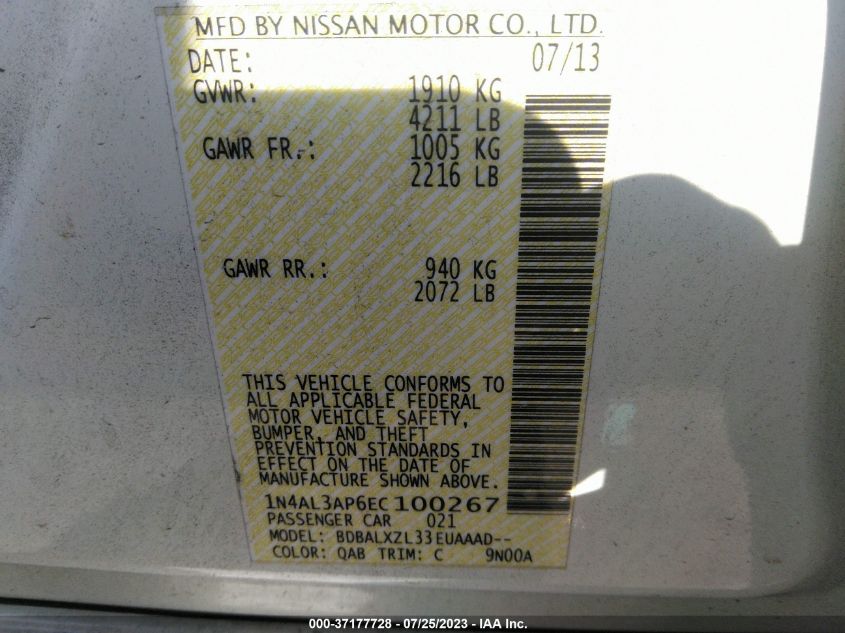 MFD BY NISSAN MOTOR CO., LTD.
DATE: 07/13
GVWR: 1910 KG
4211 LB
GAWR FR.: 1005 KG
2216 LB
GAWR RR.: 940 KG
2072 LB
THIS VEHICLE CONFORMS TO
ALL APPLICABLE FEDERAL
MOTOR VEHICLE SAFETY,
BUMPER, AND THEFT
PREVENTION STANDARDS IN
EFFECT ON THE DATE OF
MANUFACTURE SHOWN ABOVE.
1N4AL3AP6EC100267
PASSENGER CAR 021
MODEL: BDBALXZL33EUAAAD--
COLOR: QAB TRIM: C 9N00A
000-37177728 - 07/25/2023 - IAA Inc.